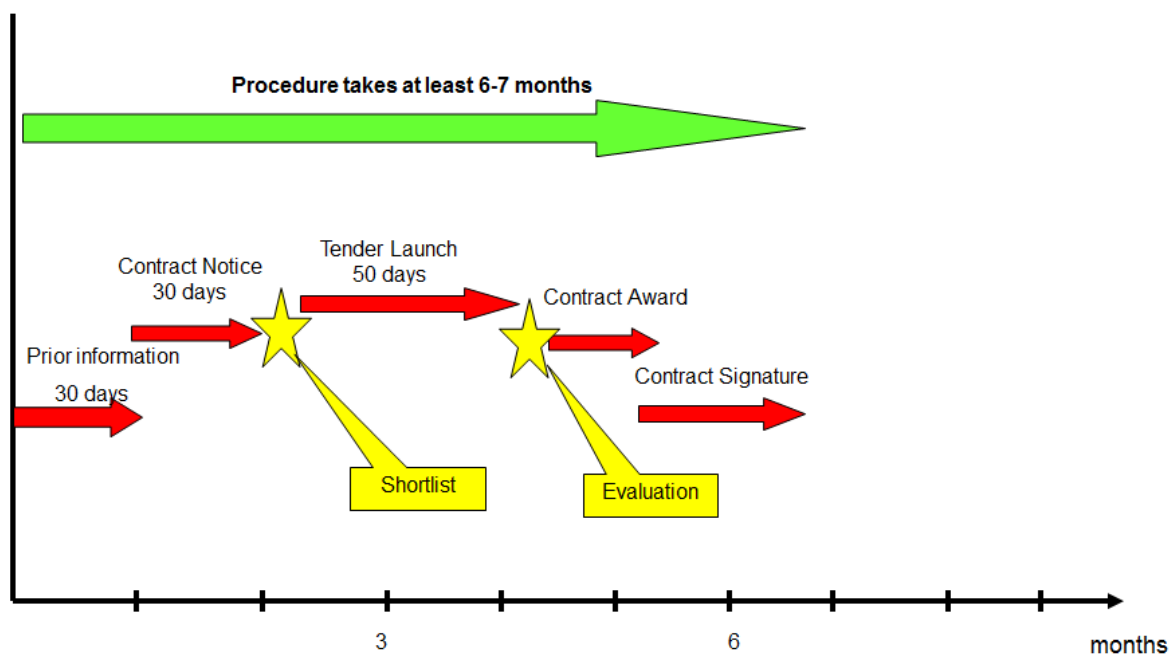 Procedure takes at least 6-7 months
Tender Launch
50 days
Contract Notice
30 days
Contract Award
Prior information
30 days
Contract Signature
Shortlist
Evaluation
3
6
months